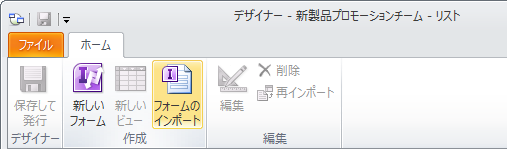 デザイナー - 新製品プロモーションチーム - リスト
ファイル ホーム
保存して
発行
デザイナー
新しい
フォーム
新しい
ビュー
フォームの
インポート
作成
編集
削除
再インポート
編集